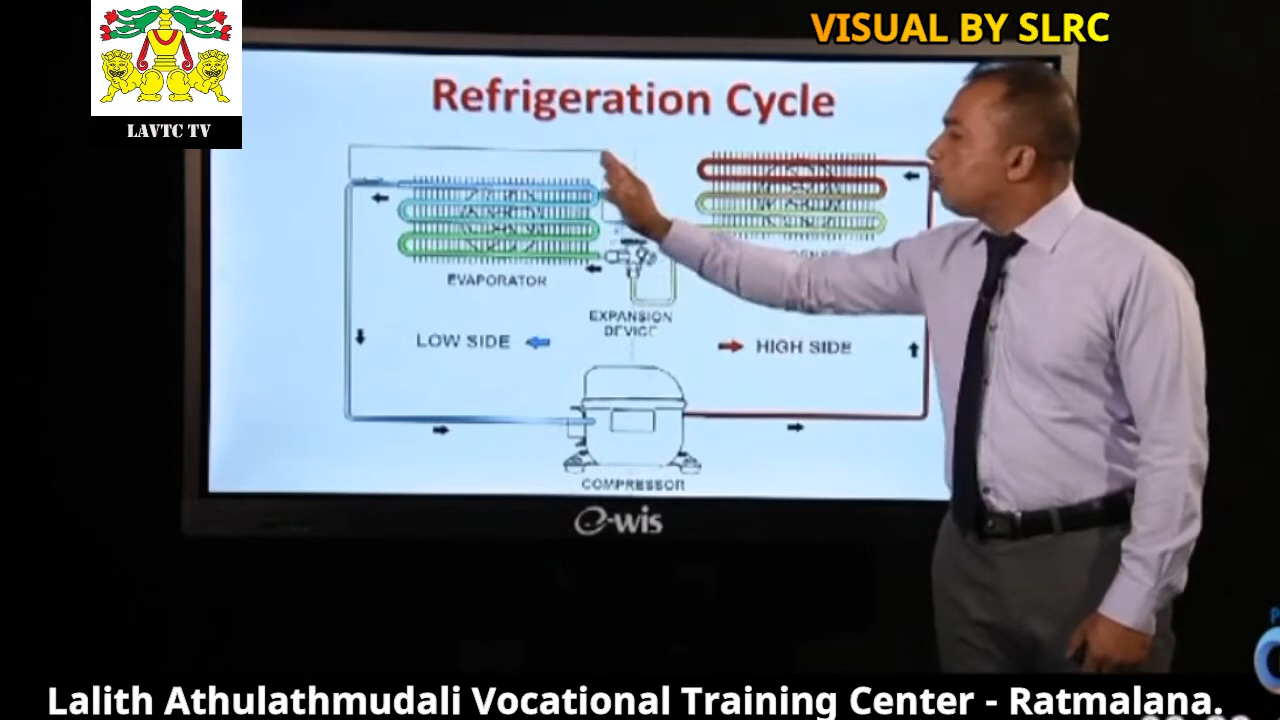 VISUAL BY SLRC
LAVTC TV
Refrigeration Cycle
EVAPORATOR
EXPANSION
DEVICE
LOW SIDE
HIGH SIDE
COMPRESSOR
e-wis
Lalith Athulathmudali Vocational Training Center - Ratmalana.